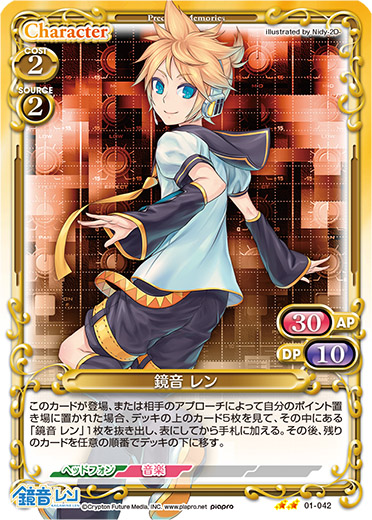 Precious Memories
illustrated by Nidy-2D-
Character
COST
2
SOURCE
2
30 AP
DP 10
鏡音 レン
このカードが登場、または相手のアプローチによって自分のポイント置
き場に置かれた場合、デッキの上のカード5枚を見て、その中にある
「鏡音 レン」1枚を抜き出し、表にしてから手札に加える。その後、残り
のカードを任意の順番でデッキの下に移す。
ヘッドフォン
音楽
鏡音 レン
©Crypton Future Media, INC. www.piapro.net piapro
01-042